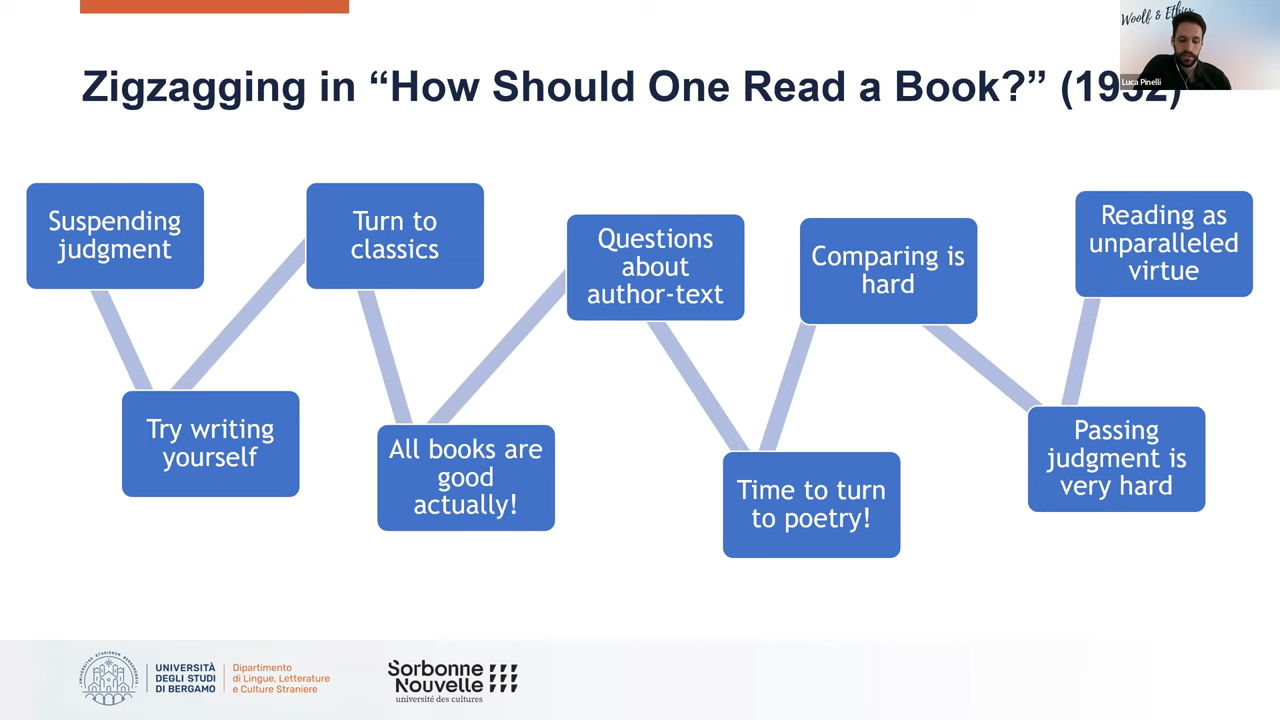 Woolf & Ethics
Luca Pinelli
Zigzagging in “How Should One Read a Book?” (1932)
Suspending
judgment
Try writing
yourself
Turn to
classics
All books are
good
actually!
Questions
about
author-text
Time to turn
to poetry!
Comparing is
hard
Passing
judgment is
very hard
Reading as
unparalleled
virtue
UNIVERSITÀ
DEGLI STUDI
DI BERGAMO
Dipartimento
di Lingue, Letterature
e Culture Straniere
Sorbonne
Nouvelle
université des cultures